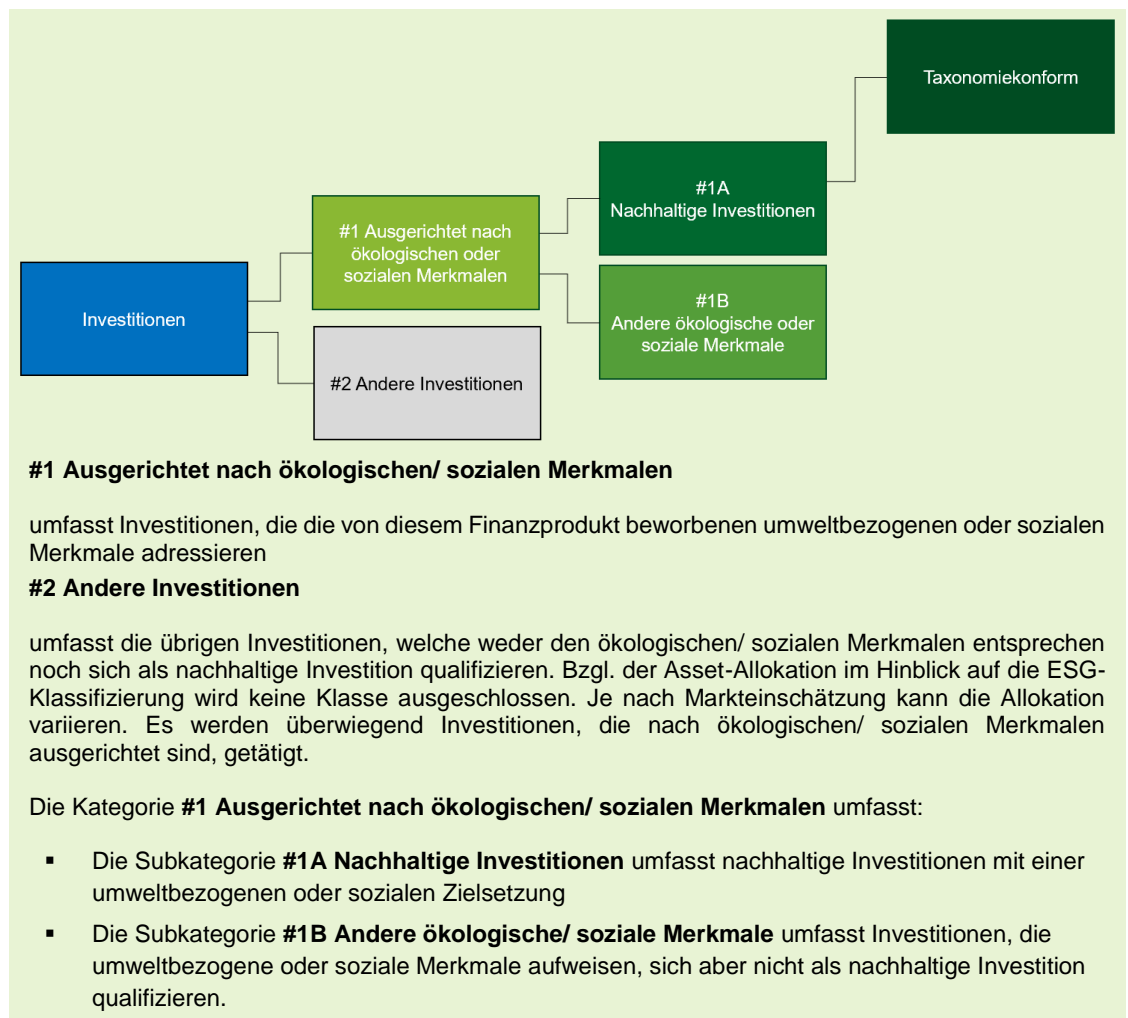 Taxonomiekonform
#1A
Nachhaltige Investitionen
#1 Ausgerichtet nach
ökologischen oder
sozialen Merkmalen
#1B
Andere ökologische oder
soziale Merkmale
Investitionen
#2 Andere Investitionen
#1 Ausgerichtet nach ökologischen/ sozialen Merkmalen
umfasst Investitionen, die die von diesem Finanzprodukt beworbenen umweltbezogenen oder sozialen
Merkmale adressieren
#2 Andere Investitionen
umfasst die übrigen Investitionen, welche weder den ökologischen/ sozialen Merkmalen entsprechen
noch sich als nachhaltige Investition qualifizieren. Bzgl. der Asset-Allokation im Hinblick auf die ESG-
Klassifizierung wird keine Klasse ausgeschlossen. Je nach Markteinschätzung kann die Allokation
variieren. Es werden überwiegend Investitionen, die nach ökologischen/ sozialen Merkmalen
ausgerichtet sind, getätigt.
Die Kategorie #1 Ausgerichtet nach ökologischen/ sozialen Merkmalen umfasst:
▪ Die Subkategorie #1A Nachhaltige Investitionen umfasst nachhaltige Investitionen mit einer
umweltbezogenen oder sozialen Zielsetzung
▪ Die Subkategorie #1B Andere ökologische/ soziale Merkmale umfasst Investitionen, die
umweltbezogene oder soziale Merkmale aufweisen, sich aber nicht als nachhaltige Investition
qualifizieren.